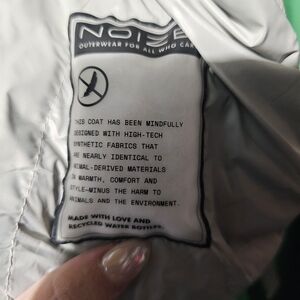 NOIZE
OUTERWEAR FOR ALL WHO CARE
THIS COAT HAS BEEN MINDFULLY
DESIGNED WITH HIGH-TECH
SYNTHETIC FABRICS THAT
ARE NEARLY IDENTICAL TO
ANIMAL-DERIVED MATERIALS
IN WARMTH, COMFORT AND
STYLE-MINUS THE HARM TO
ANIMALS AND THE ENVIRONMENT.
MADE WITH LOVE AND
RECYCLED WATER BOTTLES.